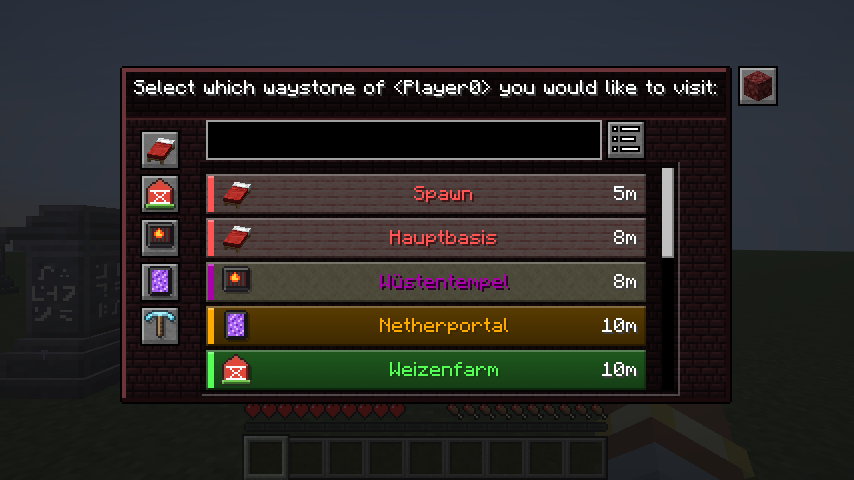 Select which waystone of <Player0> you would like to visit:
Spawn 5m
Hauptbasis 8m
Wüstentempel 8m
Netherportal 10m
Weizenfarm 10m